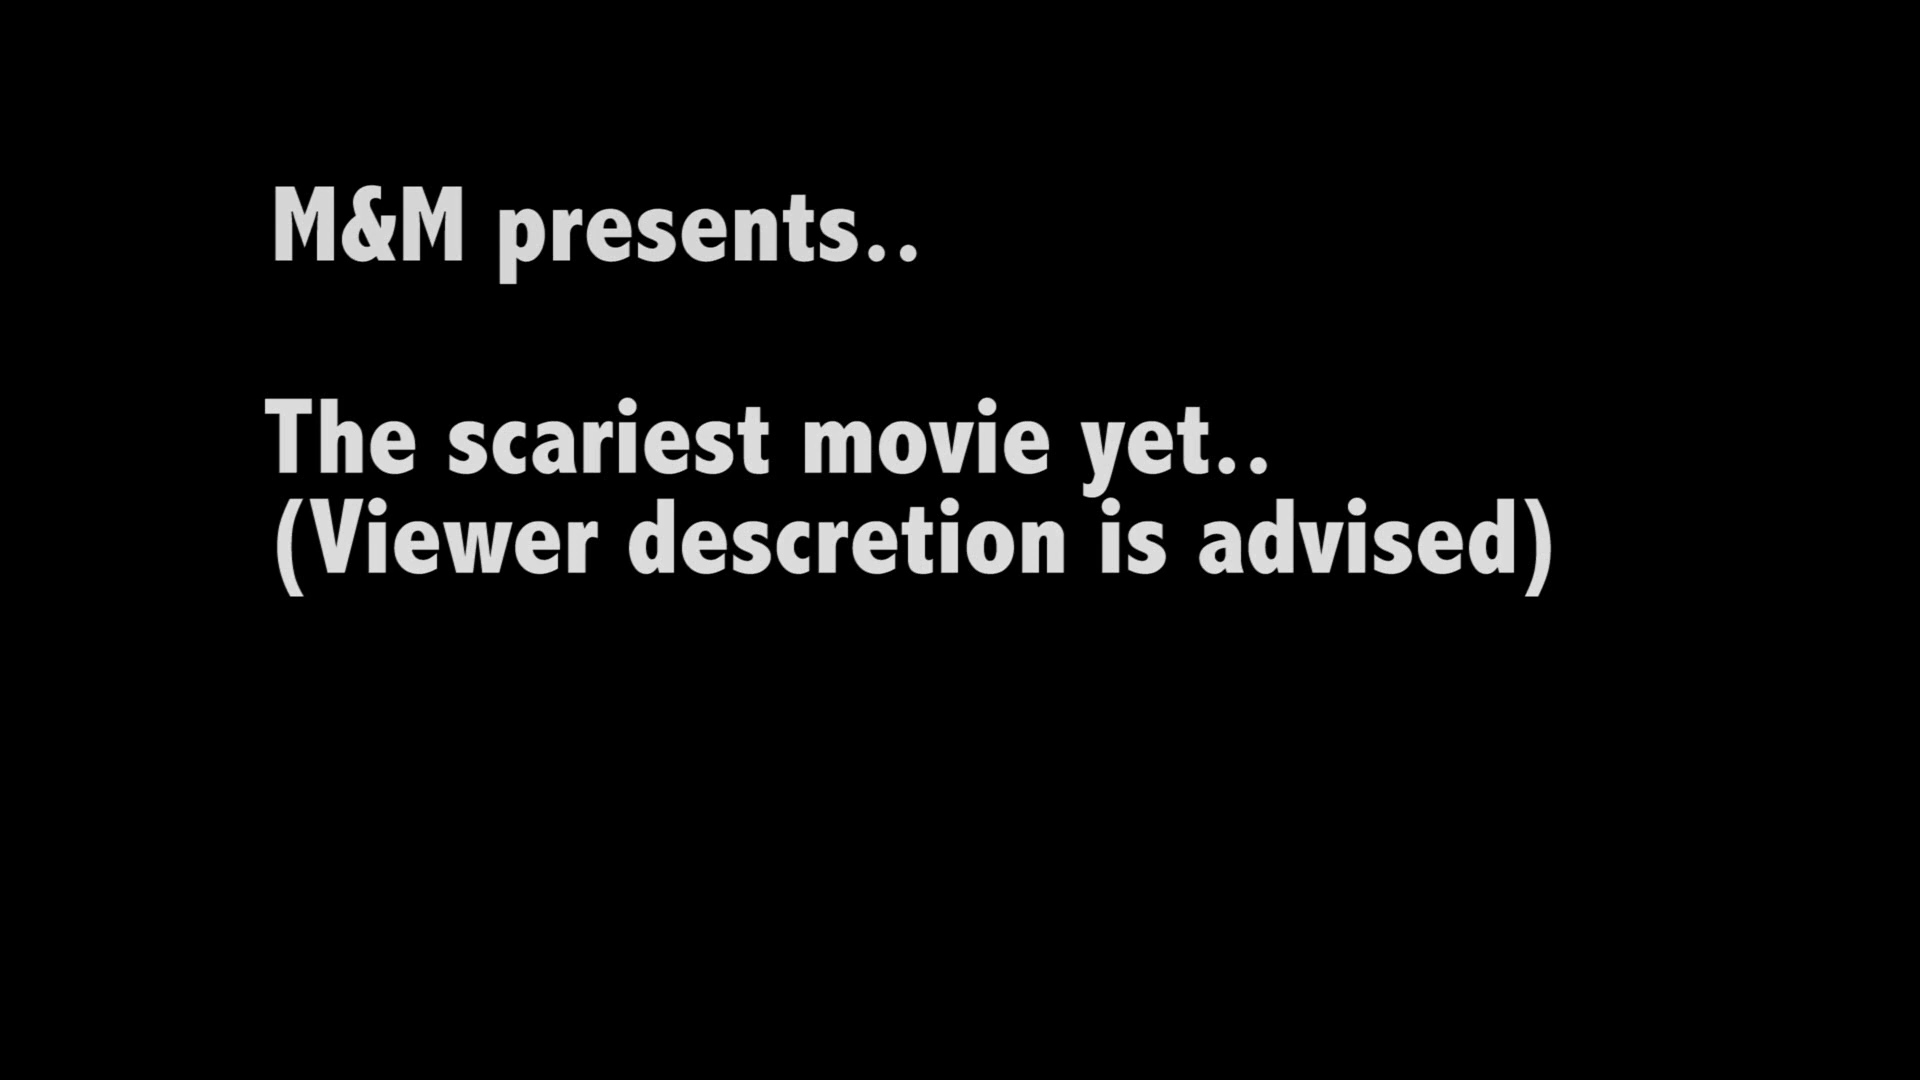 M&M presents..
The scariest movie yet..
(Viewer descretion is advised)